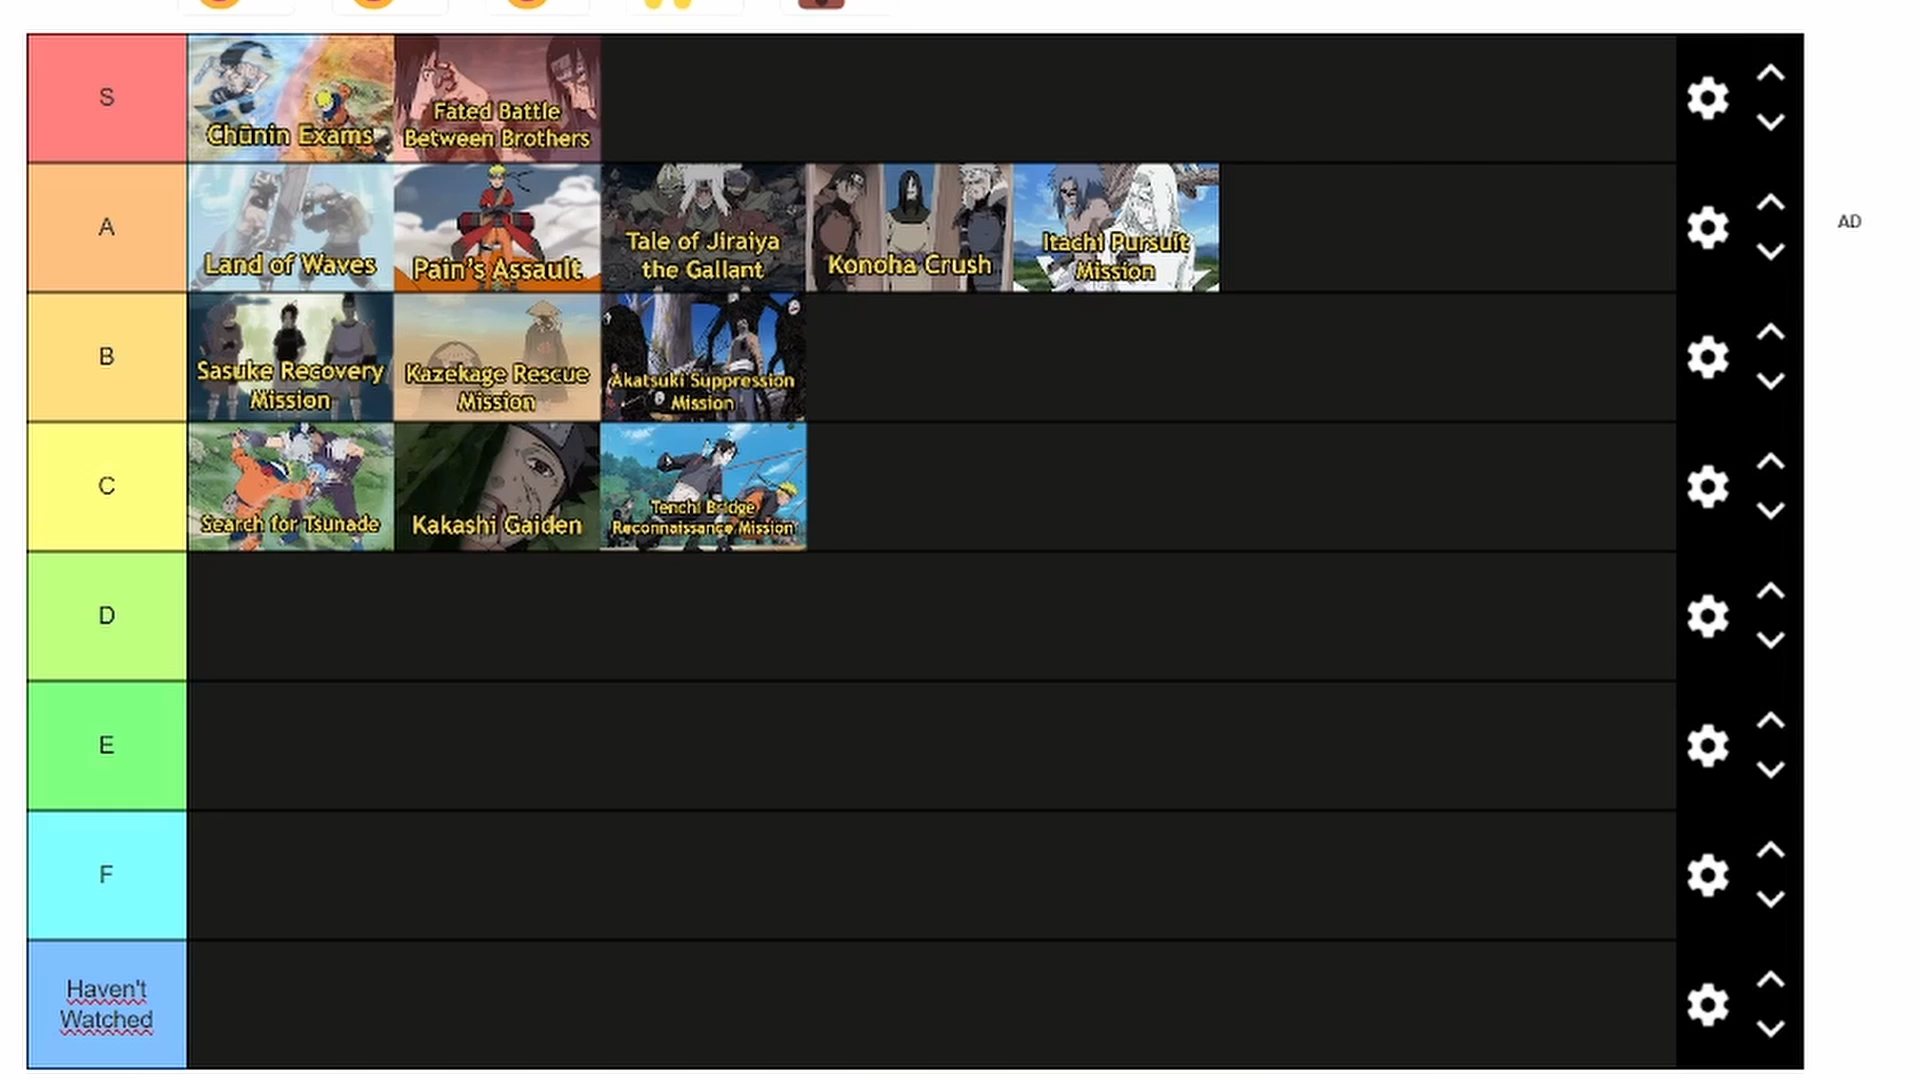 S
Chūnin Exams
Fated Battle
Between Brothers
A
Land of Waves
Pain's Assault
Tale of Jiraiya
the Gallant
Konoha Crush
Itachi Pursuit
Mission
AD
B
Sasuke Recovery
Mission
Kazekage Rescue
Mission
Akatsuki Suppression
Mission
C
Search for Tsunade
Kakashi Gaiden
Tenchi Bridge
Reconnaissance Mission
D
E
F
Haven't
Watched